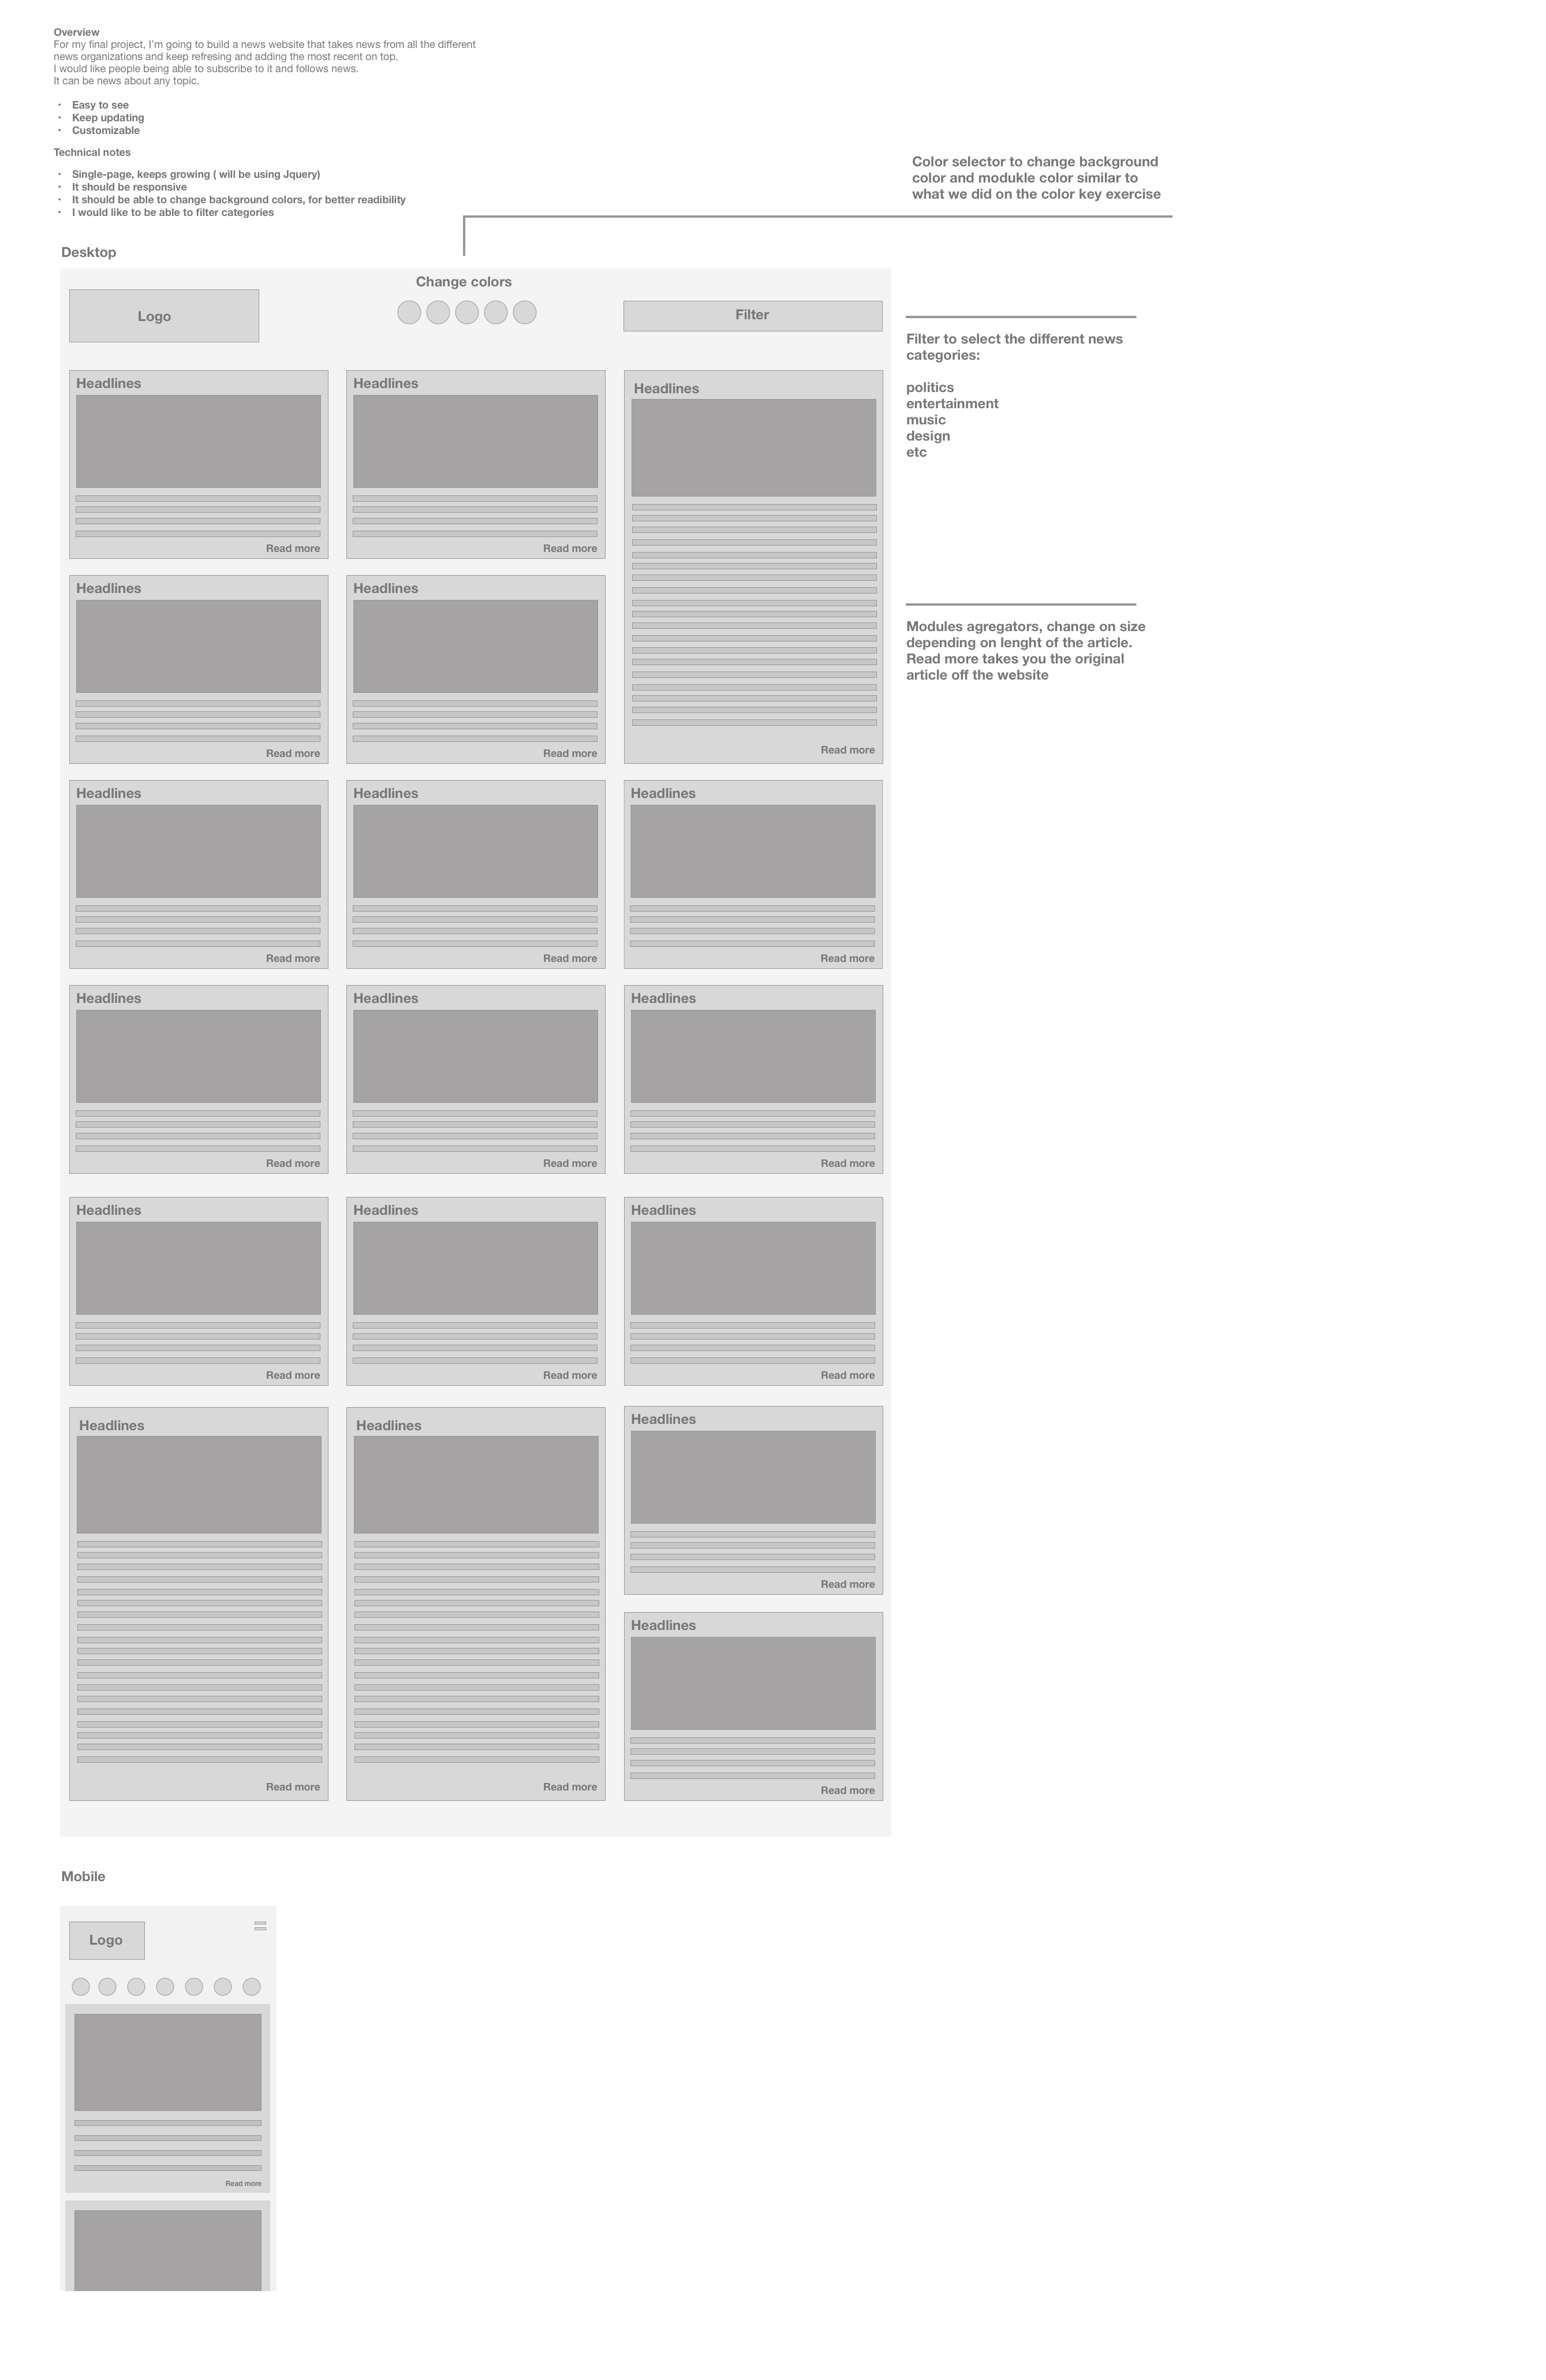 Overview
For my final project, I'm going to build a news website that takes news from all the different
news organizations and keep refresing and adding the most recent on top.
I would like people being able to subscribe to it and follows news.
It can be news about any topic.
• Easy to see
• Keep updating
• Customizable
Technical notes
• Single-page, keeps growing ( will be using Jquery)
• It should be responsive
• It should be able to change background colors, for better readibility
• I would like to be able to filter categories
Color selector to change background
color and modukle color similar to
what we did on the color key exercise
Desktop
Change colors
Logo
Filter
Filter to select the different news
categories:
politics
entertainment
music
design
etc
Headlines
Headlines
Headlines
Read more
Read more
Headlines
Headlines
Modules agregators, change on size
depending on lenght of the article.
Read more takes you the original
article off the website
Read more
Read more
Read more
Headlines
Headlines
Headlines
Read more
Read more
Read more
Headlines
Headlines
Headlines
Read more
Read more
Read more
Headlines
Headlines
Headlines
Read more
Read more
Read more
Headlines
Headlines
Headlines
Read more
Headlines
Read more
Read more
Read more
Mobile
Logo
Read more